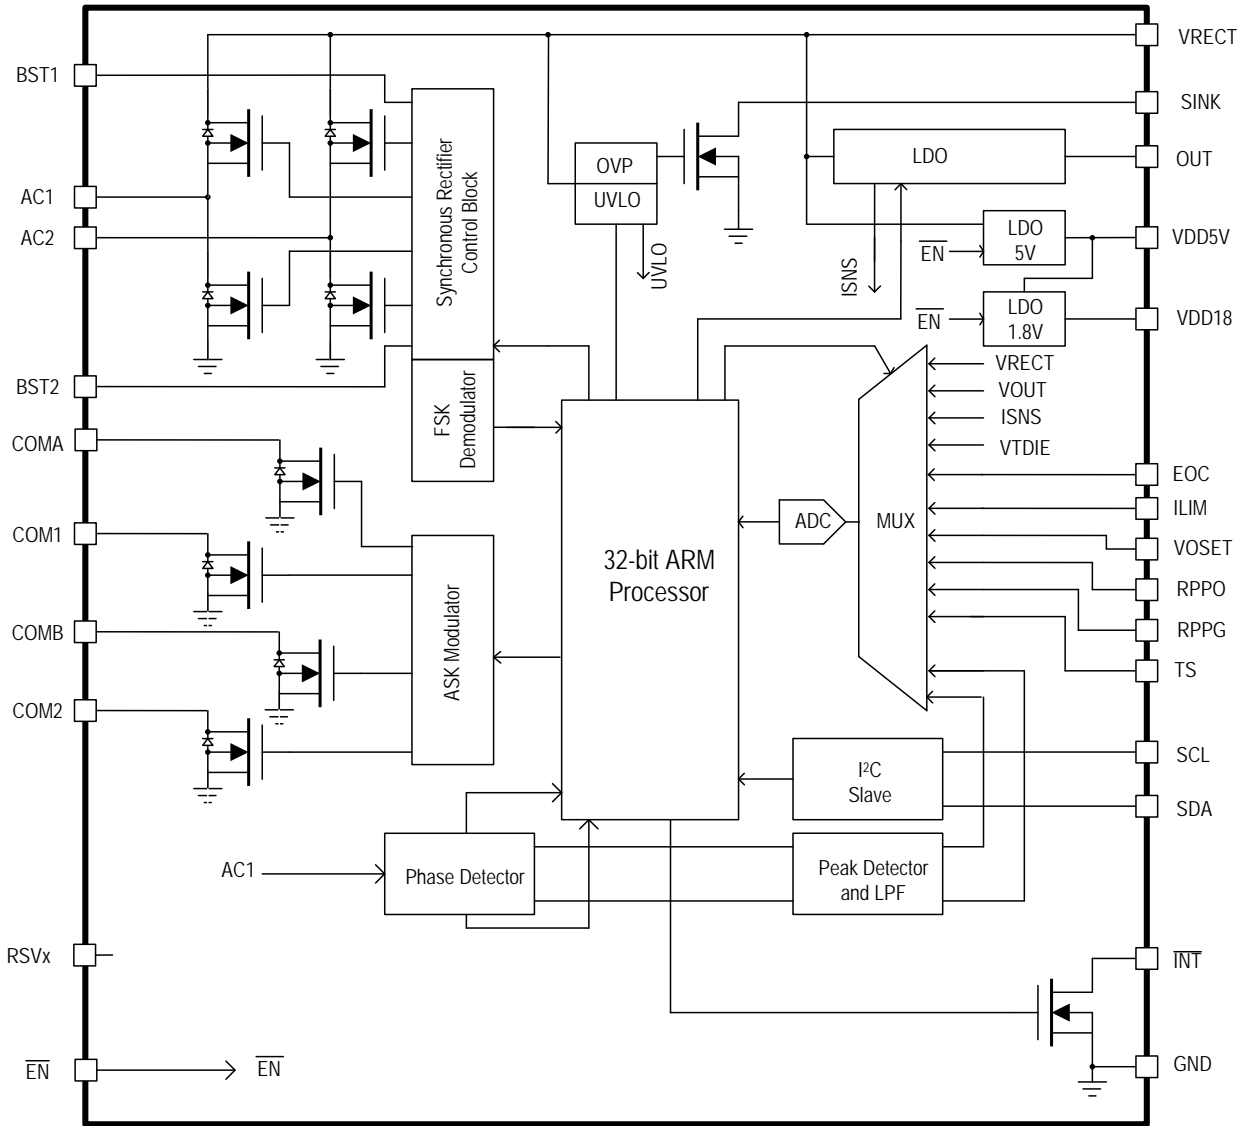 VRECT
BST1
SINK
OVP
LDO
OUT
UVLO
AC1
AC2
Synchronous Rectifier
Control Block
UVLO
ISNS
EN
LDO
5V
VDD5V
EN
LDO
1.8V
VDD18
VRECT
BST2
VOUT
FSK
Demodulator
ISNS
COMA
VTDIE
EOC
ILIM
COM1
ADC
MUX
VOSET
32-bit ARM
Processor
RPPO
COMB
ASK Modulator
RPPG
TS
COM2
SCL
I²C
Slave
SDA
AC1
Phase Detector
Peak Detector
and LPF
RSVx
INT
EN
EN
GND